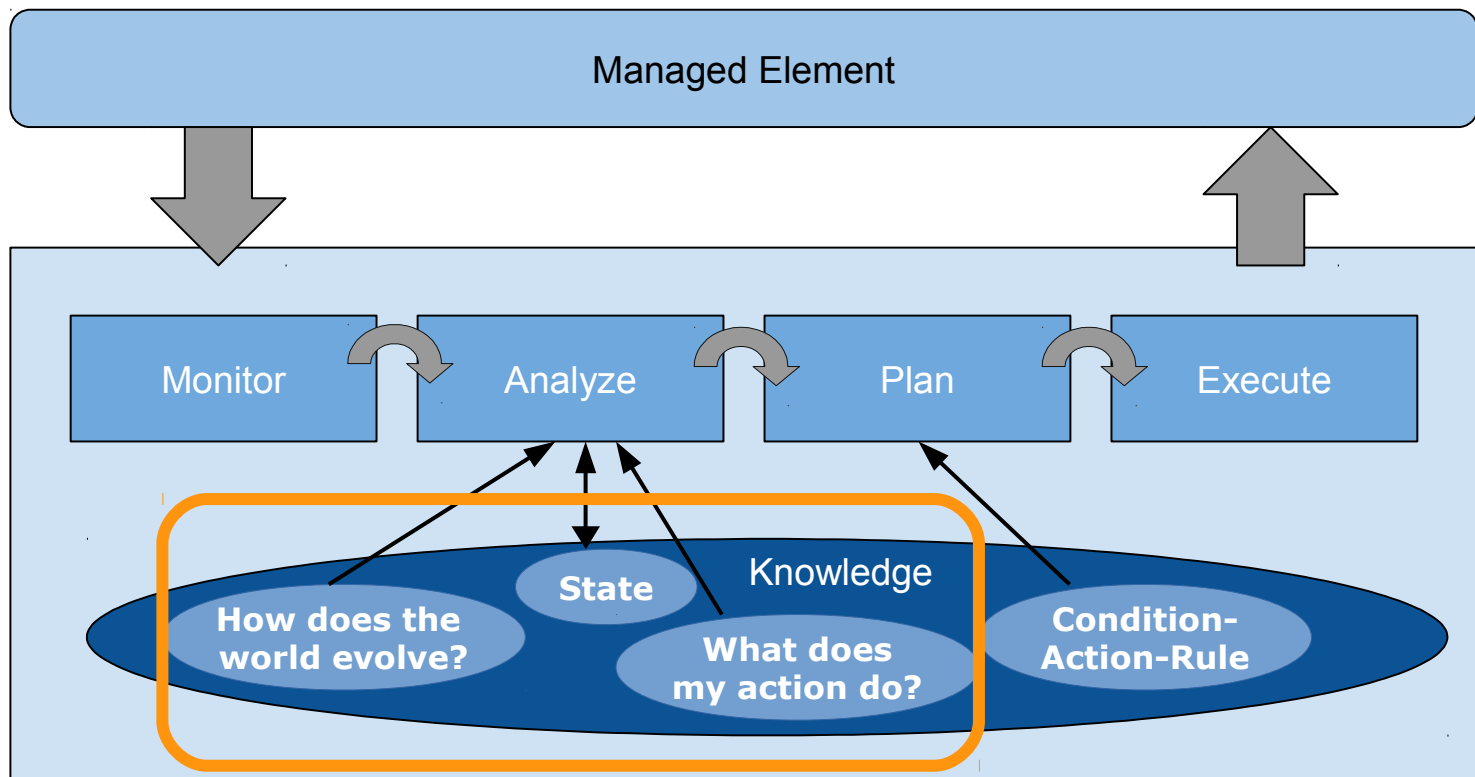 Managed Element
Monitor
Analyze
Plan
Execute
Knowledge
State
How does the
world evolve?
What does
my action do?
Condition-
Action-Rule